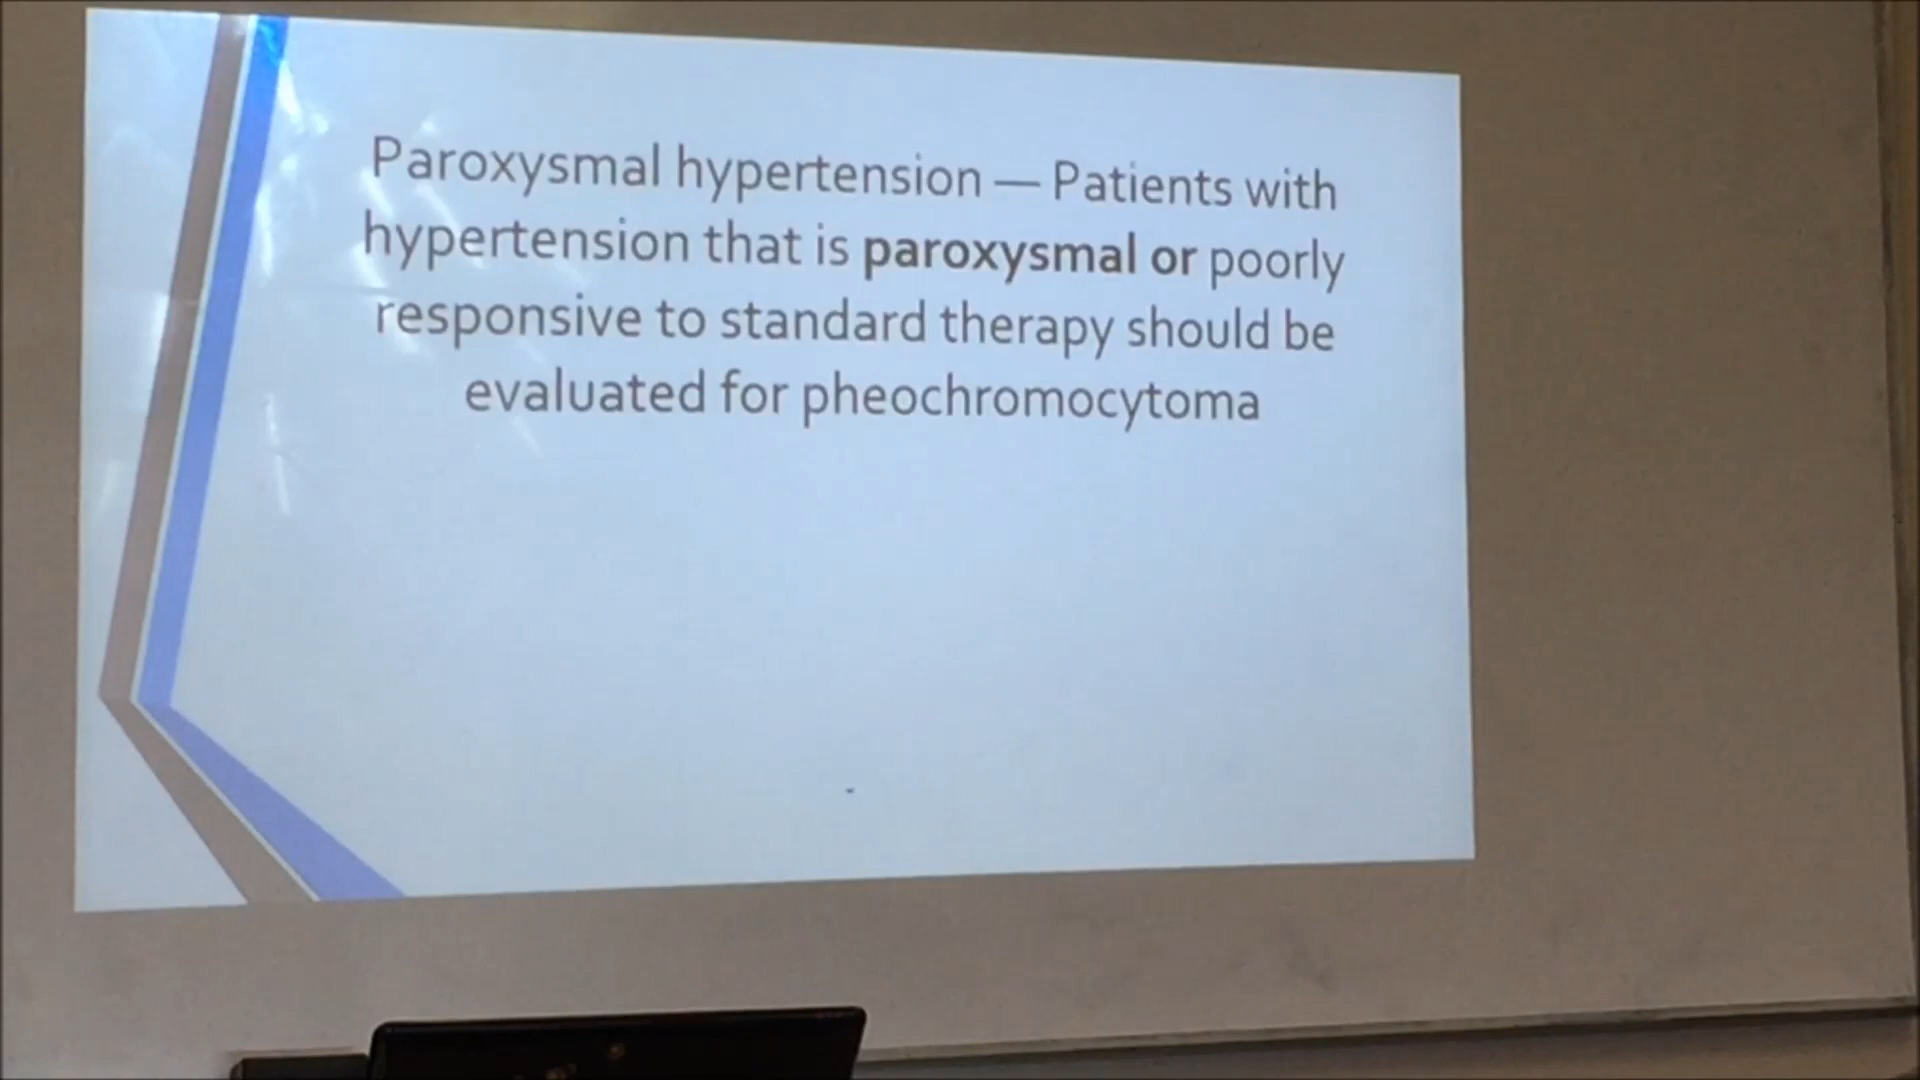 Paroxysmal hypertension — Patients with
hypertension that is paroxysmal or poorly
responsive to standard therapy should be
evaluated for pheochromocytoma